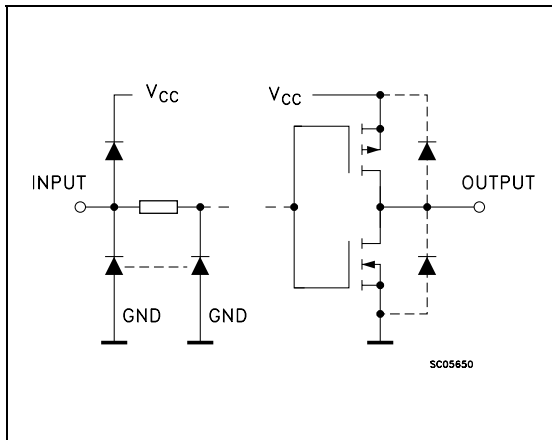 VCC
VCC
INPUT
OUTPUT
GND
GND
SC05650